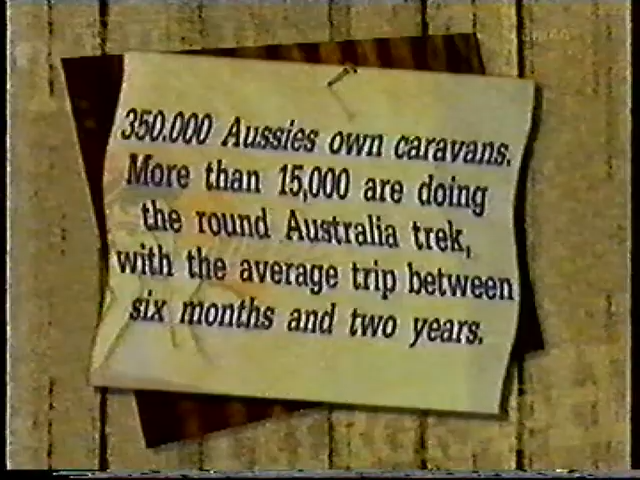 350.000 Aussies own caravans.
More than 15,000 are doing
the round Australia trek,
with the average trip between
six months and two years.